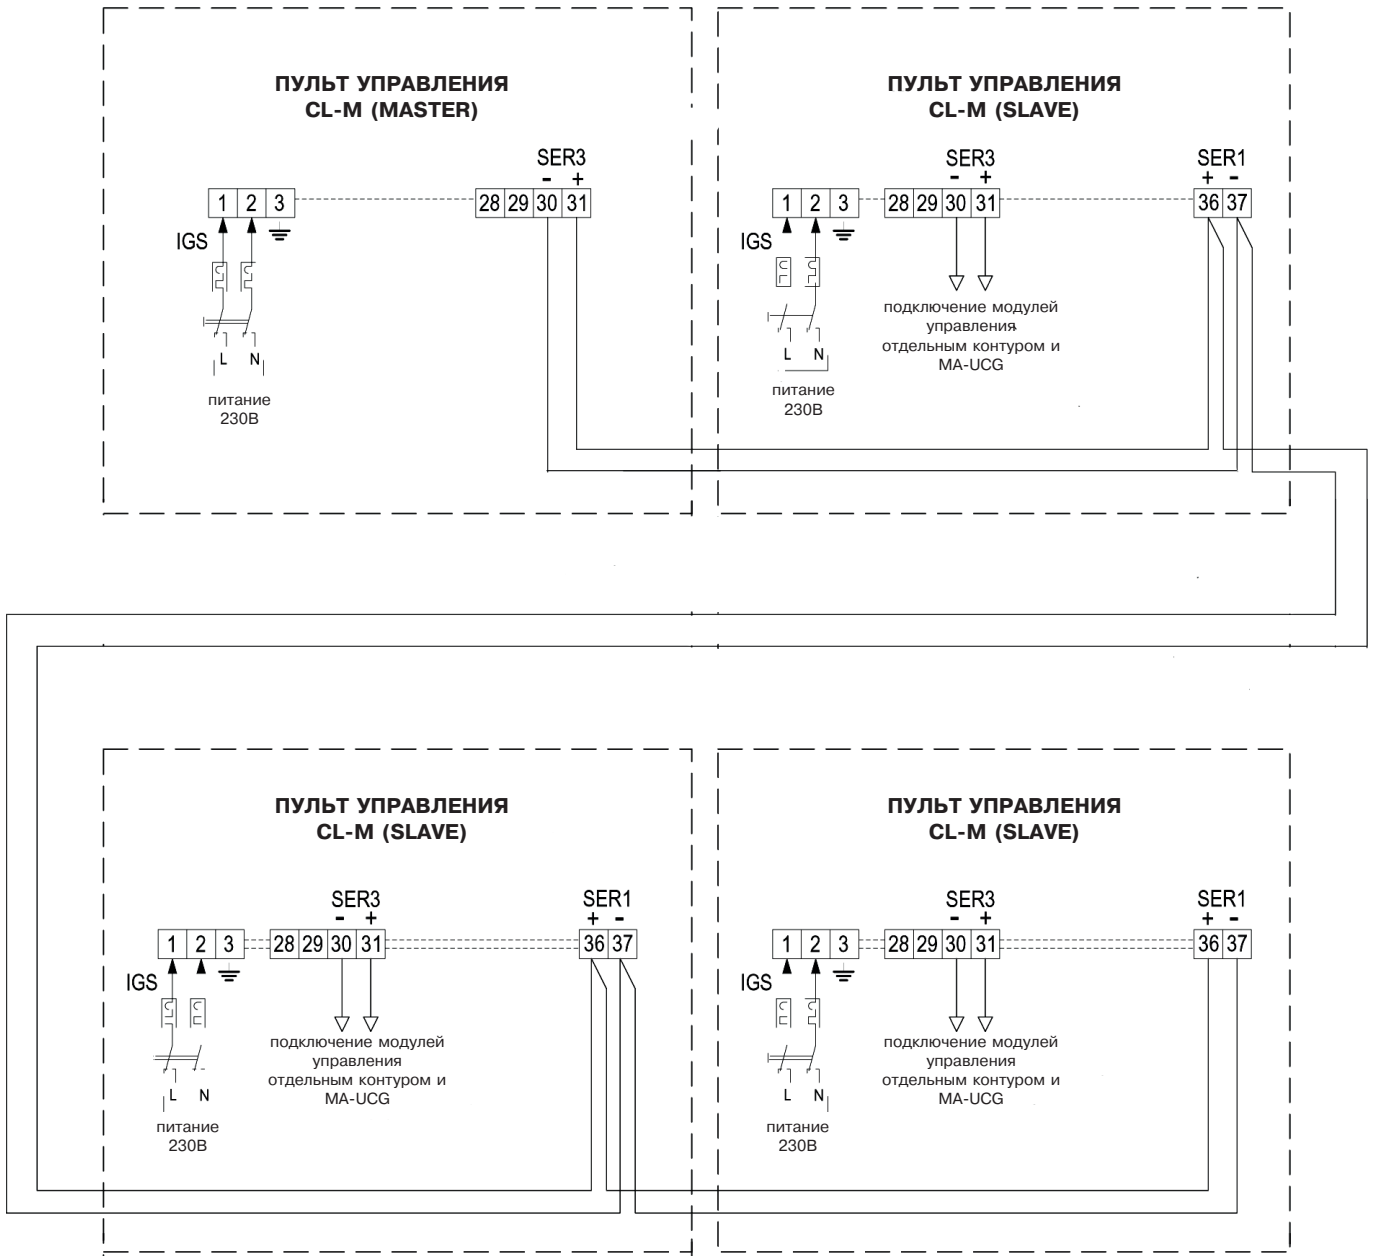 ПУЛЬТ УПРАВЛЕНИЯ
CL-M (MASTER)
SER3
- +
1 2 3 28 29 30 31
IGS
L N
питание
230В
ПУЛЬТ УПРАВЛЕНИЯ
CL-M (SLAVE)
SER3 SER1
- + + -
1 2 3 28 29 30 31 36 37
IGS
подключение модулей
управления
отдельным контуром и
MA-UCG
L N
питание
230В
ПУЛЬТ УПРАВЛЕНИЯ
CL-M (SLAVE)
SER3 SER1
- + + -
1 2 3 28 29 30 31 36 37
IGS
подключение модулей
управления
отдельным контуром и
MA-UCG
L N
питание
230В
ПУЛЬТ УПРАВЛЕНИЯ
CL-M (SLAVE)
SER3 SER1
- + + -
1 2 3 28 29 30 31 36 37
IGS
подключение модулей
управления
отдельным контуром и
MA-UCG
L N
питание
230В